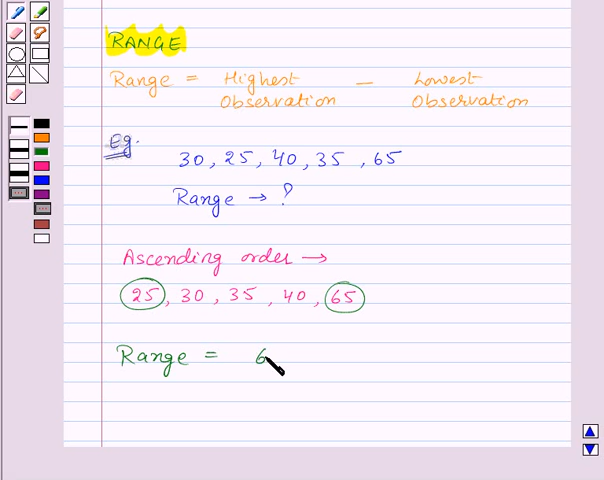 RANGE
Range = Highest Observation - Lowest Observation
Eg.
30, 25, 40, 35, 65
Range → ?
Ascending order →
25, 30, 35, 40, 65
Range = 6